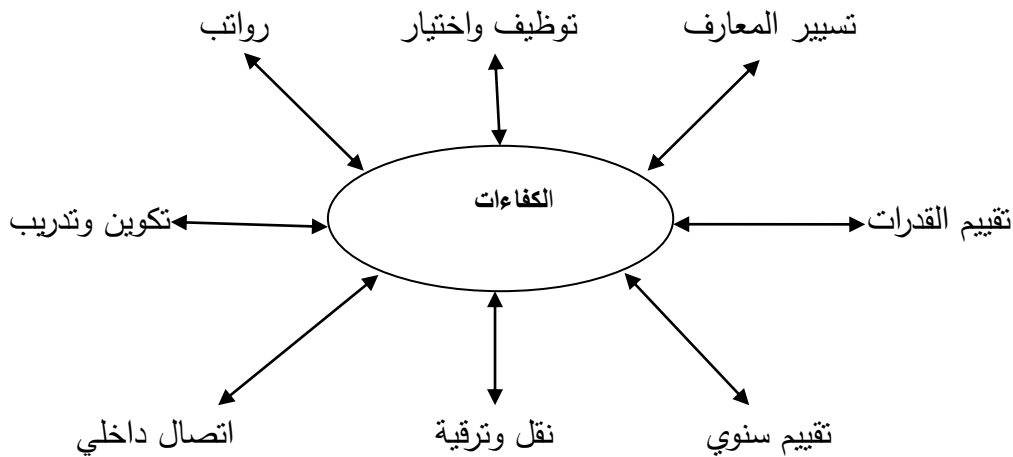 تسيير المعارف
توظيف واختيار
رواتب
الكفاءات
تقييم القدرات
تكوين وتدريب
تقييم سنوي
نقل وترقية
اتصال داخلي